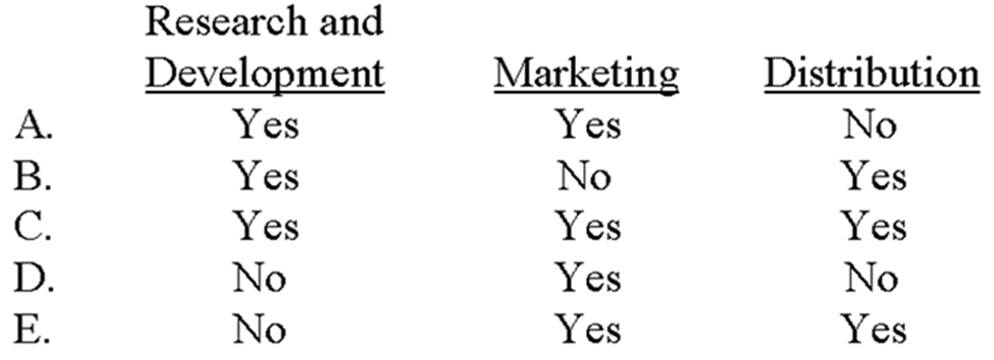 Research and
Development Marketing Distribution
A. Yes Yes No
B. Yes No Yes
C. Yes Yes Yes
D. No Yes No
E. No Yes Yes